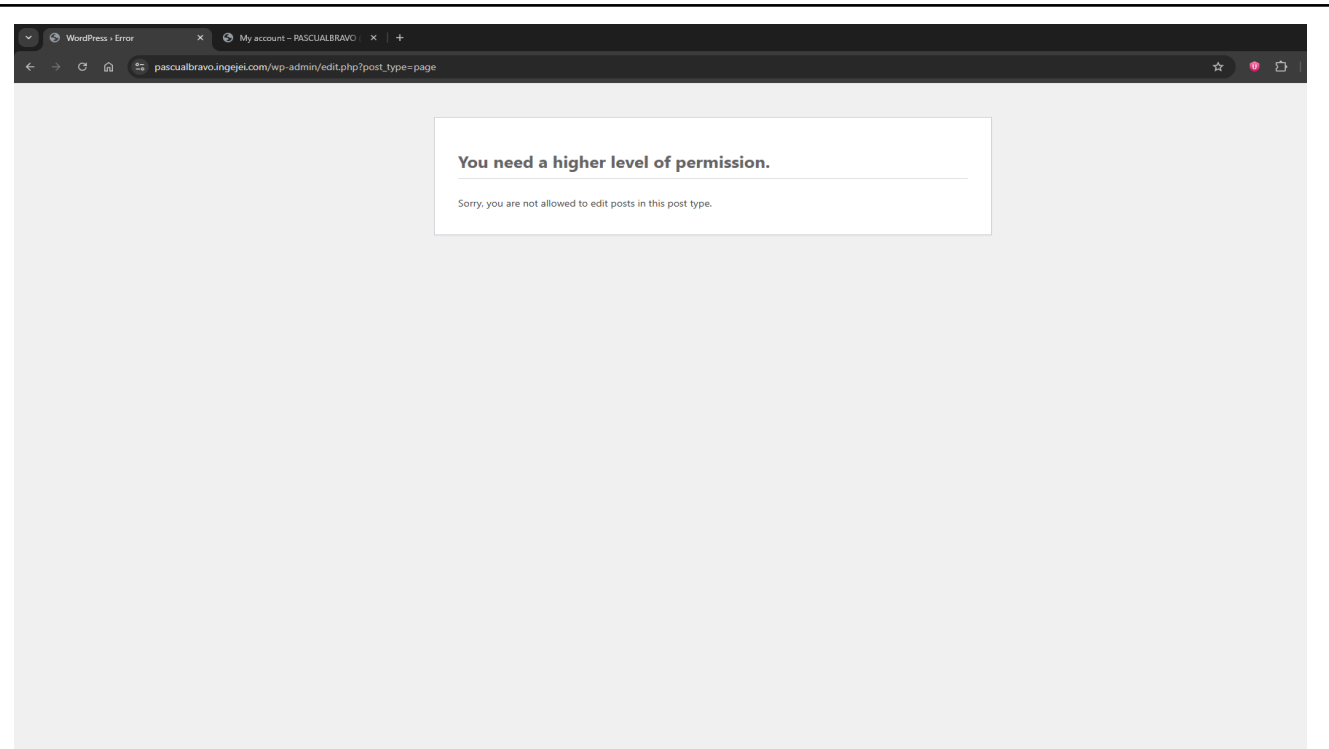 WordPress › Error
My account – PASCUALBRAVO
pascualbravo.ingejei.com/wp-admin/edit.php?post_type=page
You need a higher level of permission.
Sorry, you are not allowed to edit posts in this post type.